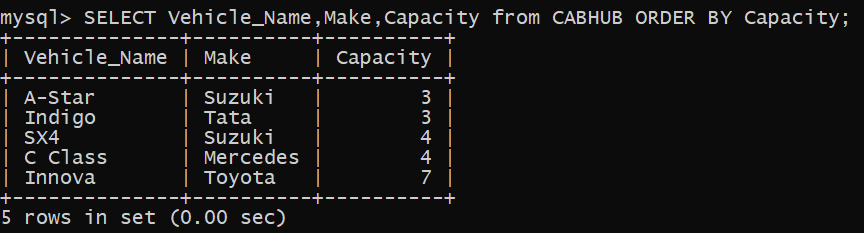 mysql> SELECT Vehicle_Name,Make,Capacity from CABHUB ORDER BY Capacity;
+--------------+----------+----------+
| Vehicle_Name | Make     | Capacity |
+--------------+----------+----------+
| A-Star       | Suzuki   |        3 |
| Indigo       | Tata     |        3 |
| SX4          | Suzuki   |        4 |
| C Class      | Mercedes |        4 |
| Innova       | Toyota   |        7 |
+--------------+----------+----------+
5 rows in set (0.00 sec)